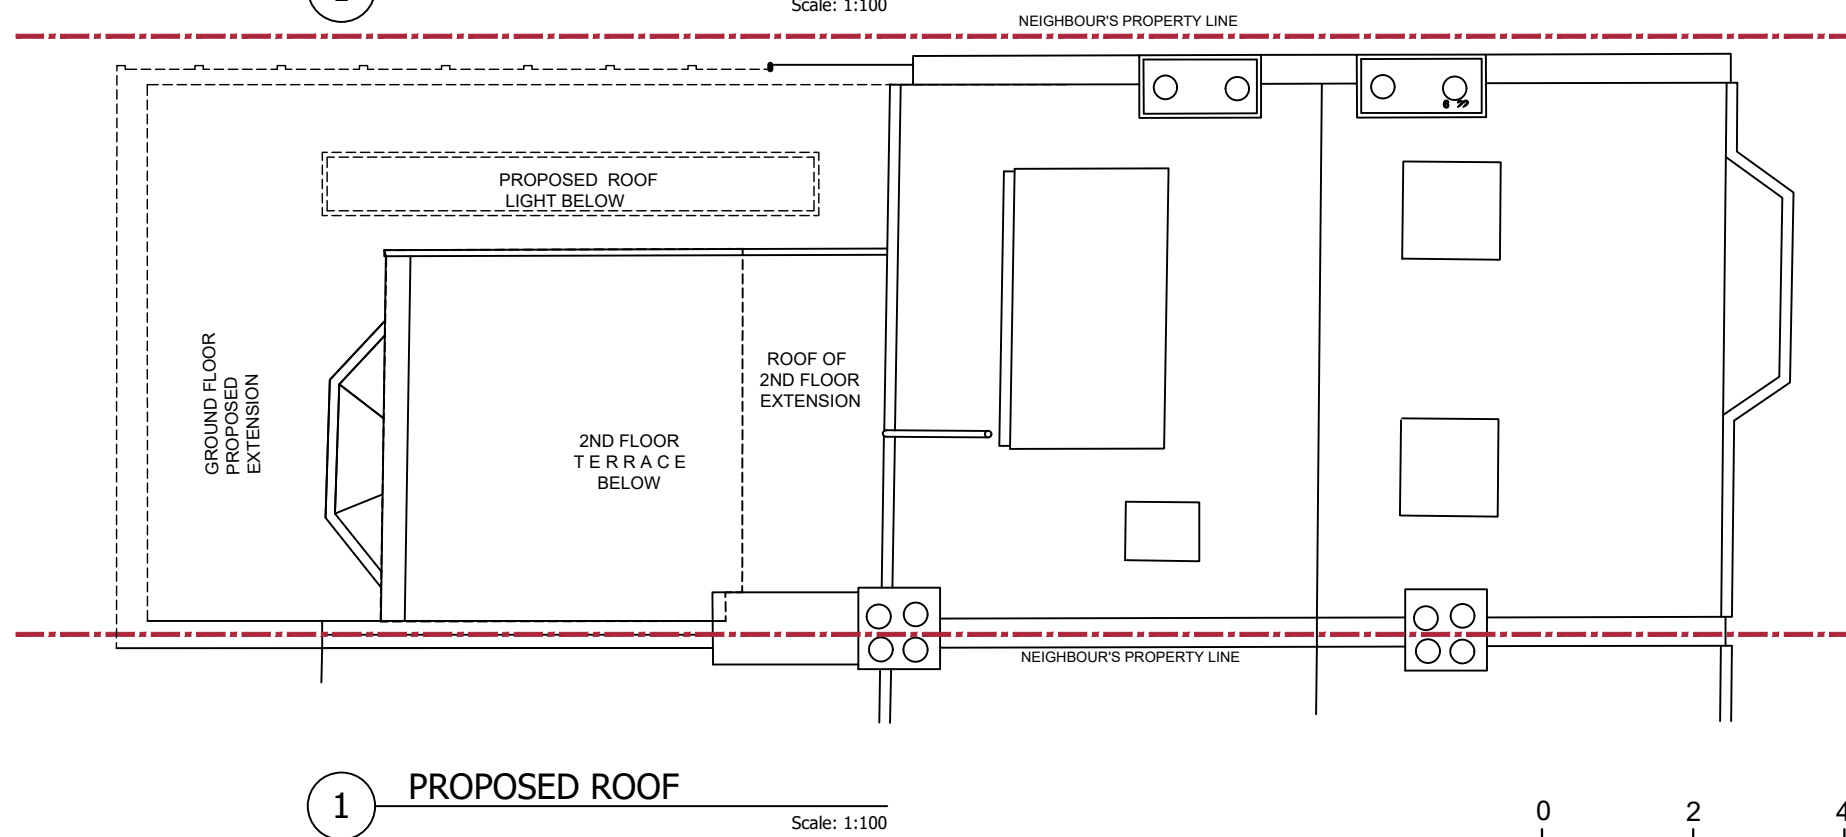 Scale: 1:100
NEIGHBOUR'S PROPERTY LINE
PROPOSED ROOF
LIGHT BELOW
GROUND FLOOR
PROPOSED
EXTENSION
ROOF OF
2ND FLOOR
EXTENSION
2ND FLOOR
TERRACE
BELOW
NEIGHBOUR'S PROPERTY LINE
1 PROPOSED ROOF
Scale: 1:100
0 2 4